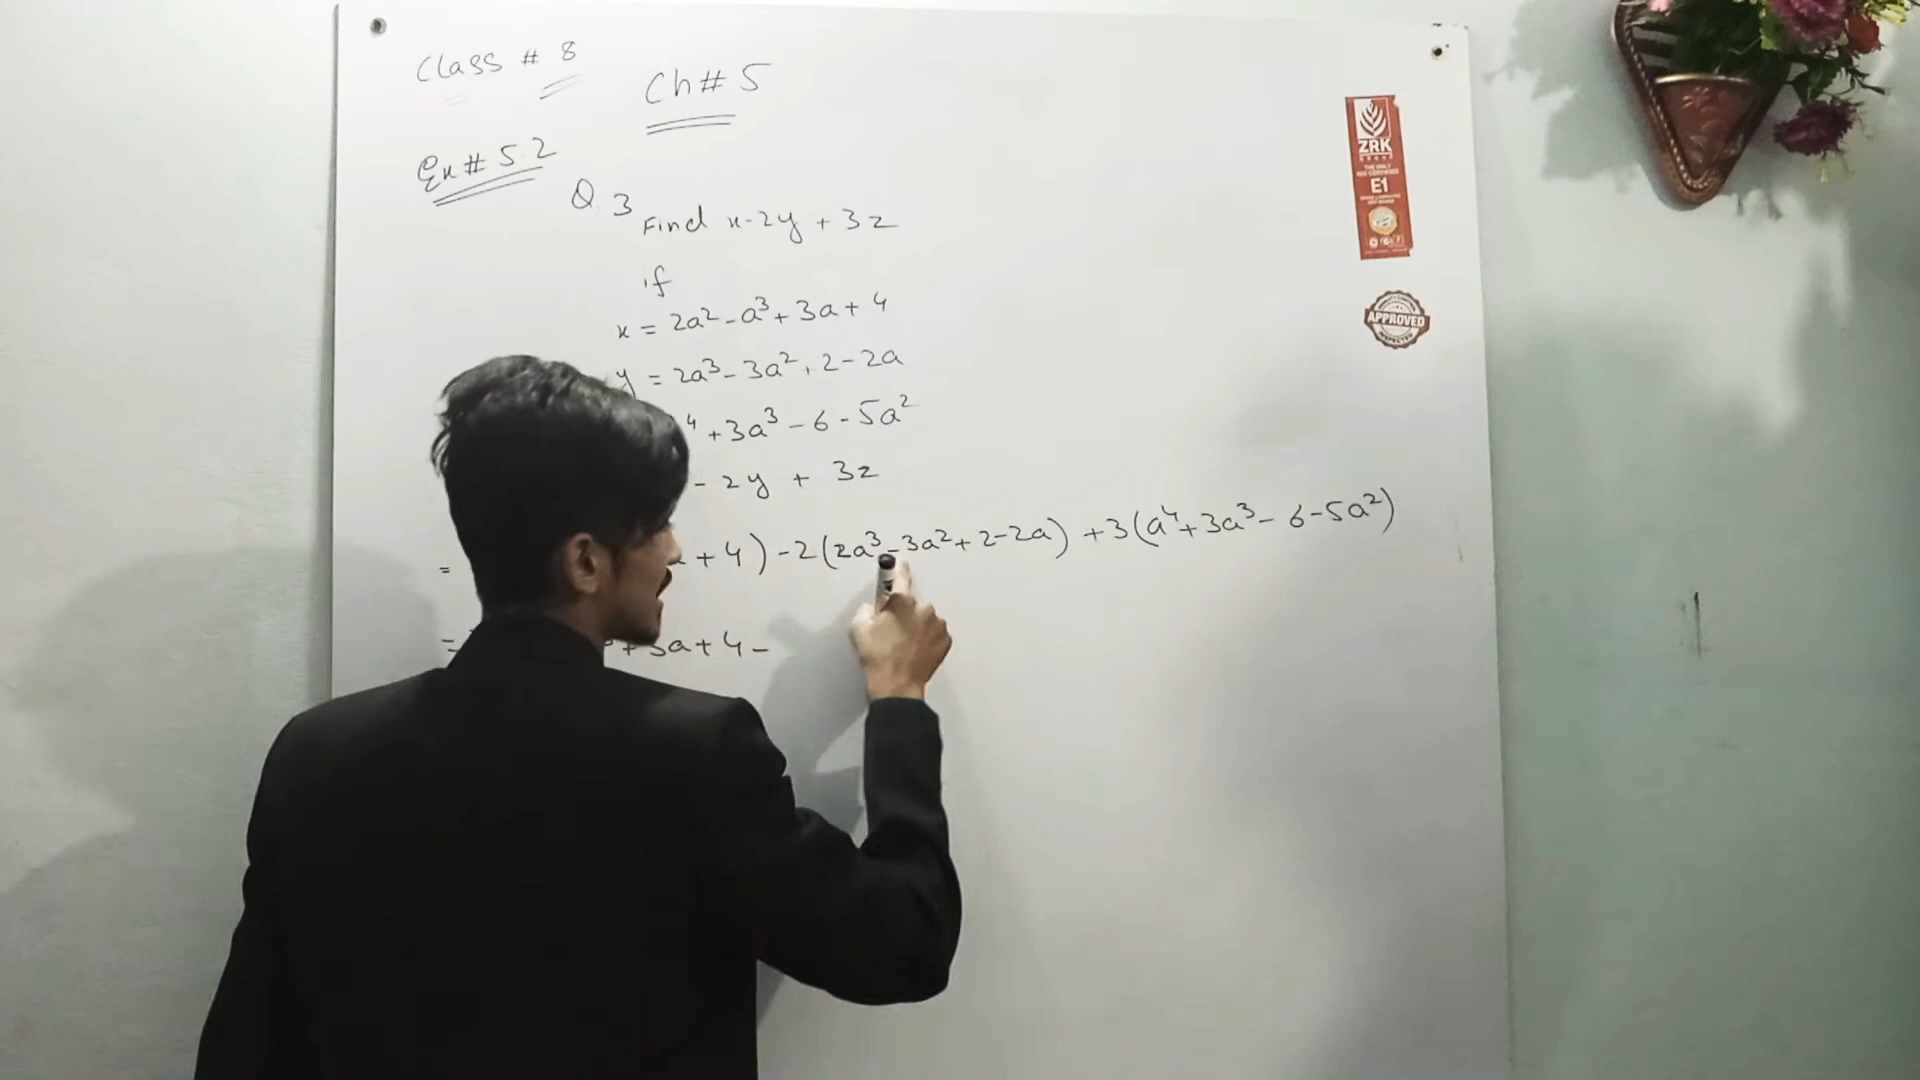 Class # 8
Ch# 5
Ex# 5.2
Q.3
Find x-2y + 3z
if
x = 2a² - a³ + 3a + 4
y = 2a³ - 3a² + 2 - 2a
⁴ + 3a³ - 6 - 5a²
- 2y + 3z
= + 4) -2(2a³ - 3a² + 2 - 2a) + 3(a⁴ + 3a³ - 6 - 5a²)
= + 3a + 4 -
ZRK
GROUP
E1
APPROVED